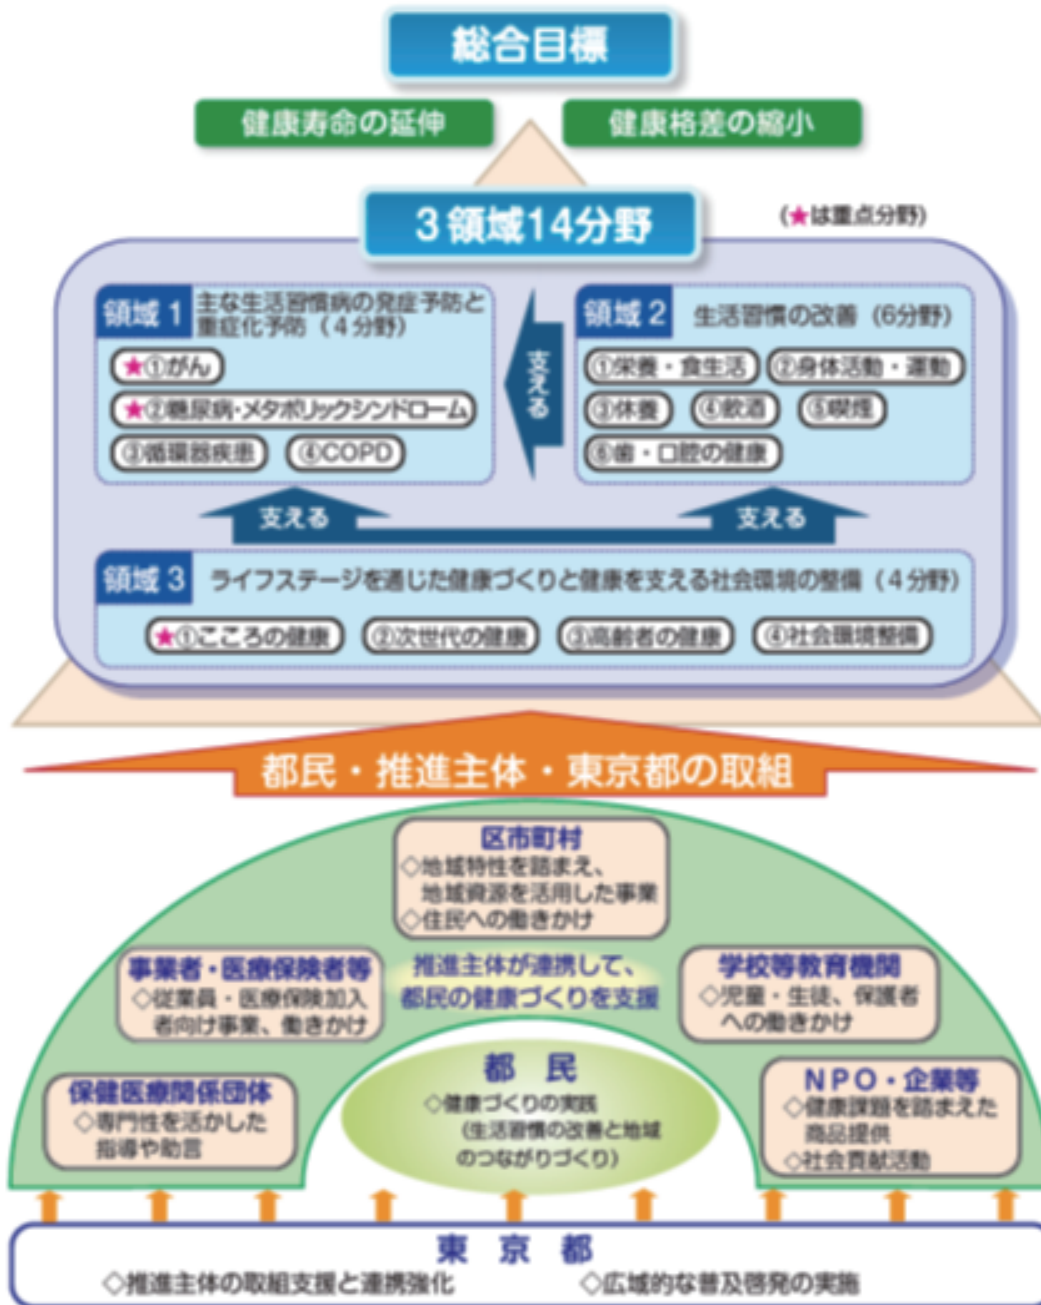 総合目標
健康寿命の延伸
健康格差の縮小
3領域14分野
(★は重点分野)
領域1
主な生活習慣病の発症予防と
重症化予防（4分野）
★①がん
★②糖尿病・メタボリックシンドローム
③循環器疾患
④COPD
支える
領域2
生活習慣の改善（6分野）
①栄養・食生活
②身体活動・運動
③休養
④飲酒
⑤喫煙
⑥歯・口腔の健康
支える
支える
領域3
ライフステージを通じた健康づくりと健康を支える社会環境の整備（4分野）
★①こころの健康
②次世代の健康
③高齢者の健康
④社会環境整備
都民・推進主体・東京都の取組
区市町村
◇地域特性を踏まえ、
地域資源を活用した事業
◇住民への働きかけ
事業者・医療保険者等
◇従業員・医療保険加入
者向け事業、働きかけ
推進主体が連携して、
都民の健康づくりを支援
学校等教育機関
◇児童・生徒、保護者
への働きかけ
保健医療関係団体
◇専門性を活かした
指導や助言
都 民
◇健康づくりの実践
（生活習慣の改善と地域
のつながりづくり）
NPO・企業等
◇健康課題を踏まえた
商品提供
◇社会貢献活動
東 京 都
◇推進主体の取組支援と連携強化
◇広域的な普及啓発の実施